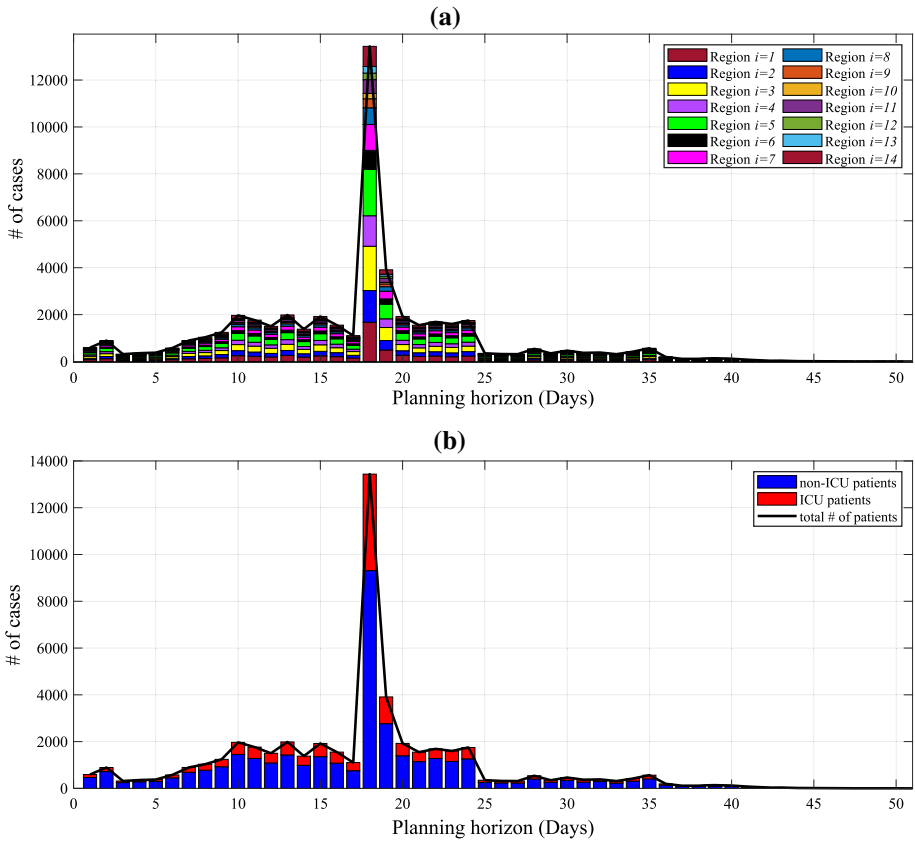 (a)
12000
10000
8000
6000
4000
2000
0
# of cases
Region i=1 Region i=8
Region i=2 Region i=9
Region i=3 Region i=10
Region i=4 Region i=11
Region i=5 Region i=12
Region i=6 Region i=13
Region i=7 Region i=14
0 5 10 15 20 25 30 35 40 45 50
Planning horizon (Days)
(b)
14000
12000
10000
8000
6000
4000
2000
0
# of cases
non-ICU patients
ICU patients
total # of patients
0 5 10 15 20 25 30 35 40 45 50
Planning horizon (Days)